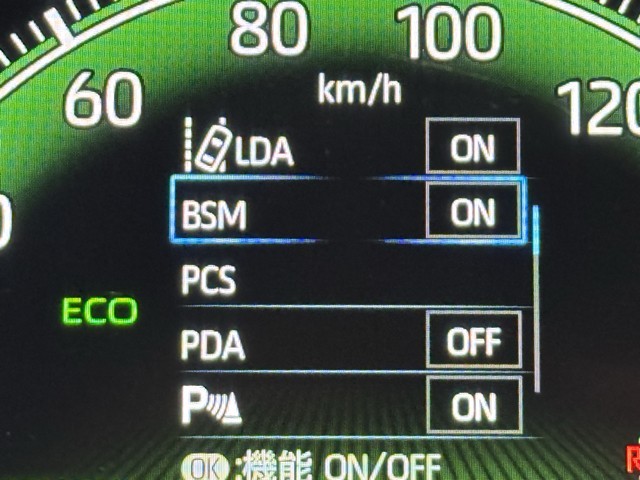 80 100
60 km/h 120
LDA ON
BSM ON
PCS
ECO
PDA OFF
P ON
OK:機能 ON/OFF
R